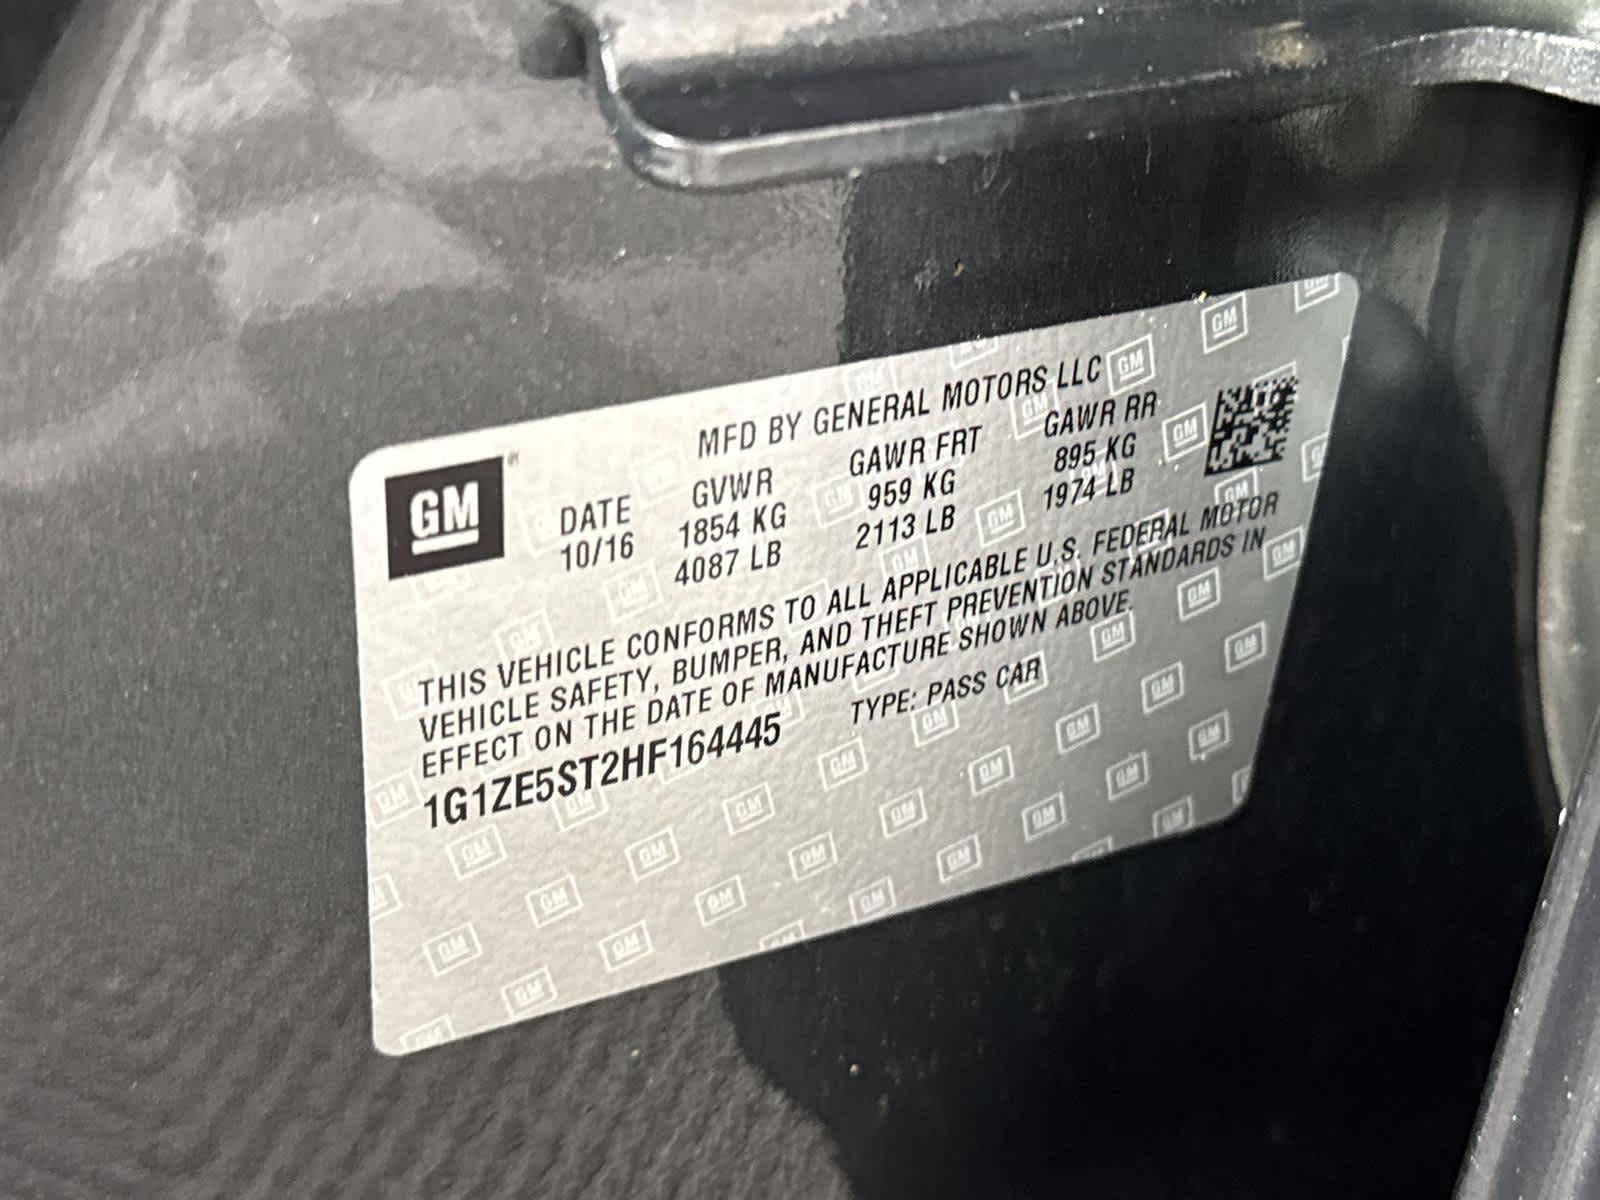 GM
MFD BY GENERAL MOTORS LLC
DATE GVWR GAWR FRT GAWR RR
10/16 1854 KG 959 KG 895 KG
4087 LB 2113 LB 1974 LB
THIS VEHICLE CONFORMS TO ALL APPLICABLE U.S. FEDERAL MOTOR
VEHICLE SAFETY, BUMPER, AND THEFT PREVENTION STANDARDS IN
EFFECT ON THE DATE OF MANUFACTURE SHOWN ABOVE.
1G1ZE5ST2HF164445 TYPE: PASS CAR